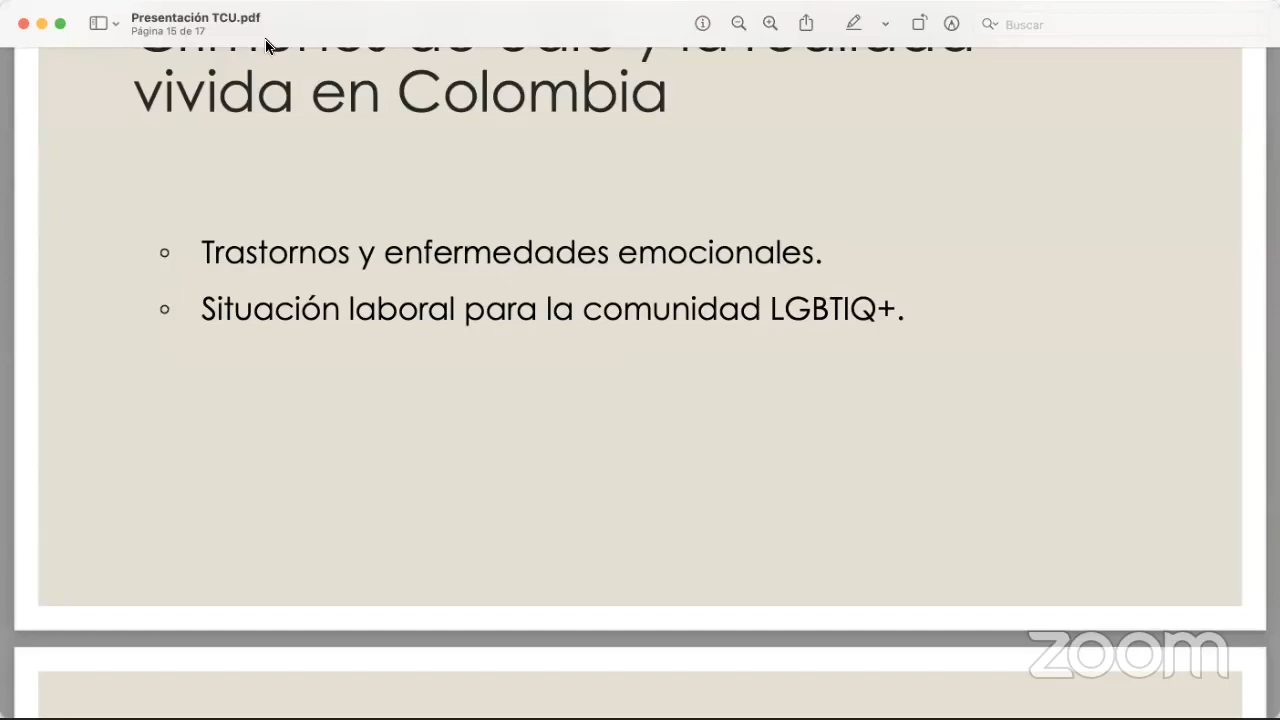 Presentación TCU.pdf
Página 15 de 17
Buscar
vivida en Colombia
Trastornos y enfermedades emocionales.
Situación laboral para la comunidad LGBTIQ+.
zoom